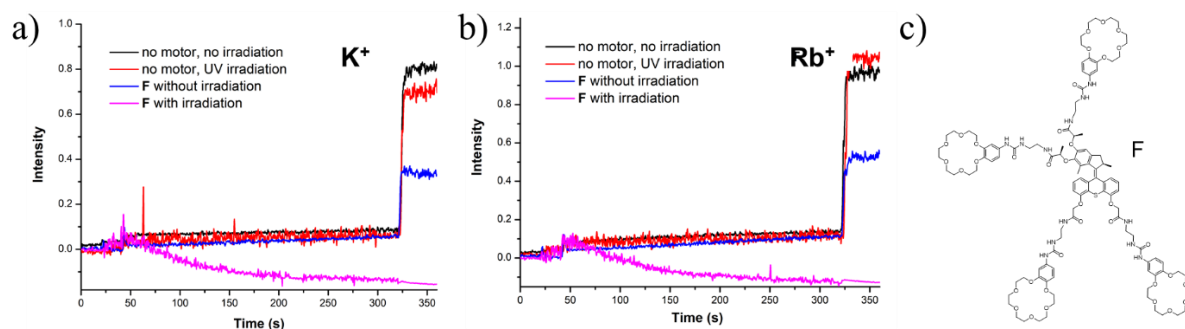 a)
Intensity
1.0
0.8
0.6
0.4
0.2
0.0
no motor, no irradiation
no motor, UV irradiation
F without irradiation
F with irradiation
K+
0 50 100 150 200 250 300 350
Time (s)
b)
Intensity
1.2
1.0
0.8
0.6
0.4
0.2
0.0
no motor, no irradiation
no motor, UV irradiation
F without irradiation
F with irradiation
Rb+
0 50 100 150 200 250 300 350
Time (s)
c)
F